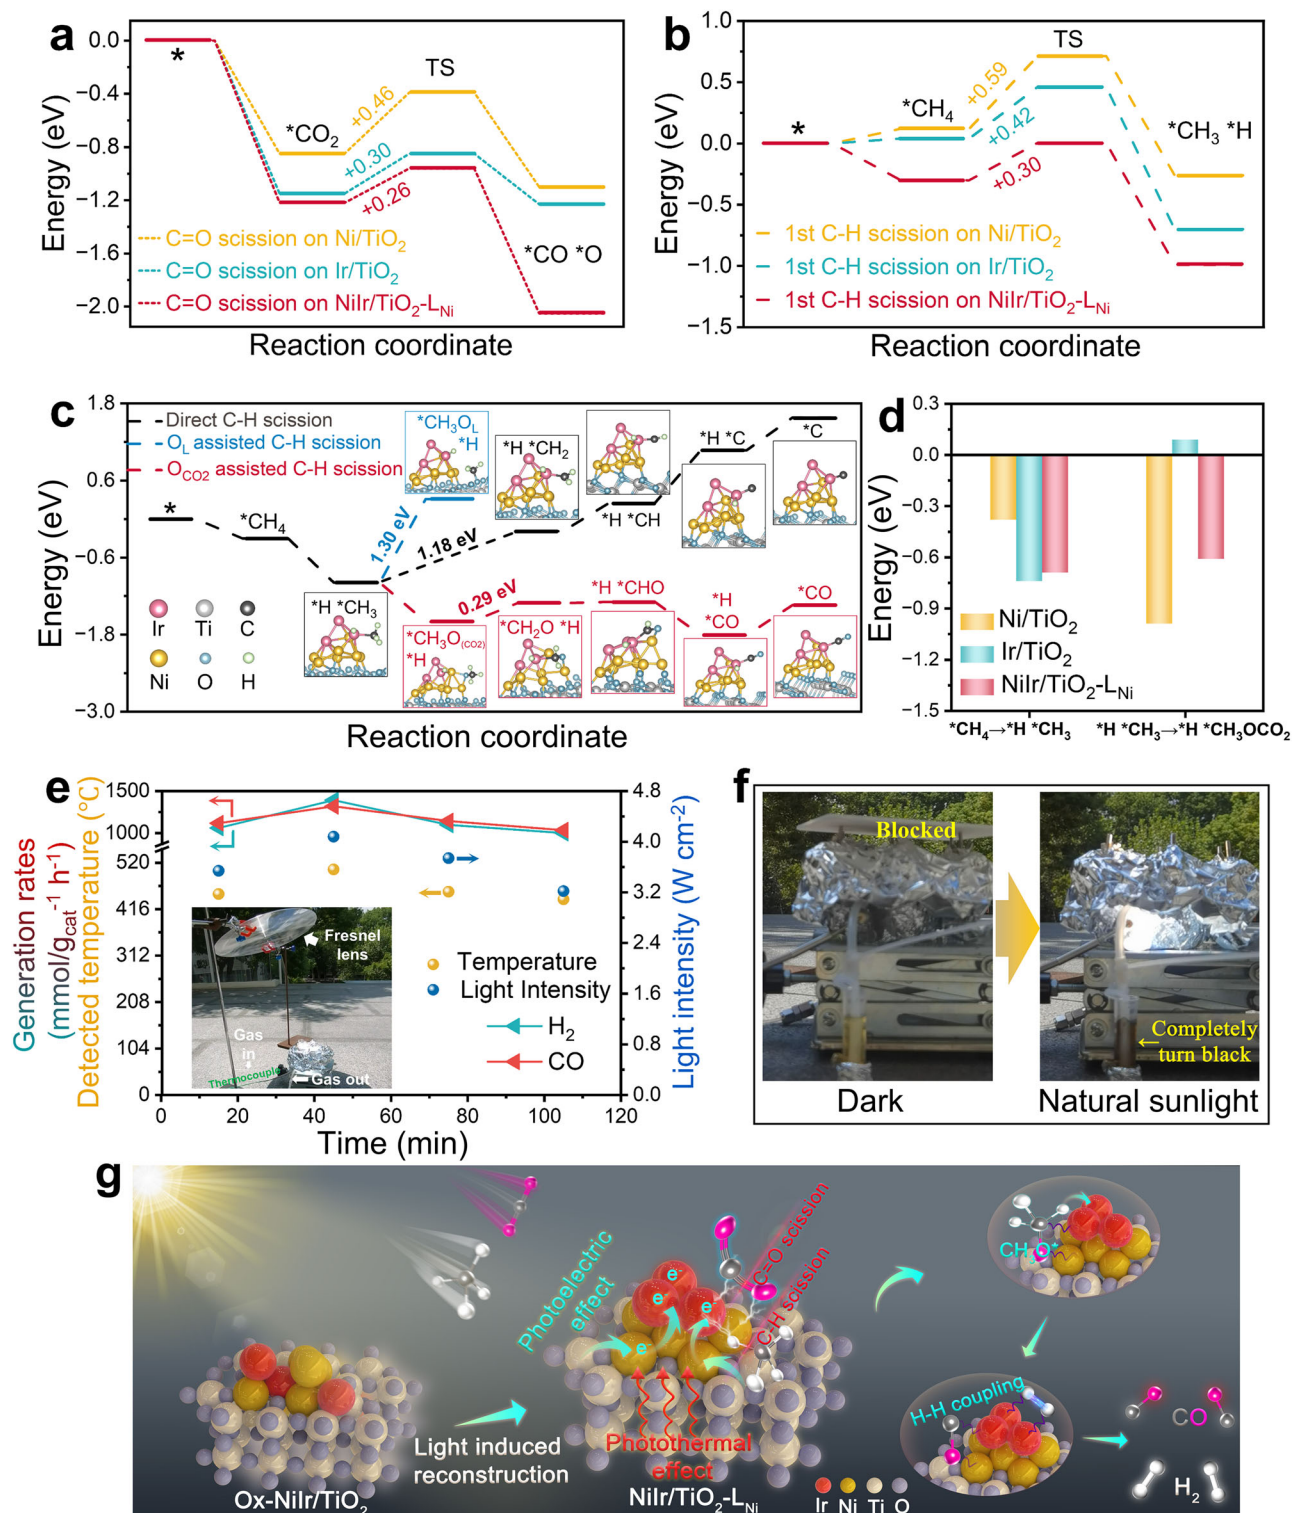 a
0.0
−0.4
−0.8
−1.2
−1.6
−2.0
Energy (eV)
*
*CO2
TS
+0.46
+0.30
+0.26
*CO *O
C=O scission on Ni/TiO2
C=O scission on Ir/TiO2
C=O scission on NiIr/TiO2-LNi
Reaction coordinate
b
1.0
0.5
0.0
−0.5
−1.0
−1.5
Energy (eV)
*
*CH4
TS
+0.59
+0.42
+0.30
*CH3 *H
1st C-H scission on Ni/TiO2
1st C-H scission on Ir/TiO2
1st C-H scission on NiIr/TiO2-LNi
Reaction coordinate
c
1.8
0.6
−0.6
−1.8
−3.0
Energy (eV)
Direct C-H scission
OL assisted C-H scission
OCO2 assisted C-H scission
*
*CH4
*H *CH3
*CH3OL
*H
1.30 eV
1.18 eV
0.29 eV
*H *CH2
*H *CH
*H *C
*C
*CH3O(CO2)
*H
*CH2O *H
*H *CHO
*H
*CO
*CO
Ir Ti C
Ni O H
Reaction coordinate
d
0.3
0.0
−0.3
−0.6
−0.9
−1.2
−1.5
Energy (eV)
Ni/TiO2
Ir/TiO2
NiIr/TiO2-LNi
*CH4→*H *CH3
*H *CH3→*H *CH3OCO2
e
Generation rates
(mmol/gcat-1 h-1)
Detected temperature (°C)
1500
1000
520
416
312
208
104
0
4.8
4.0
3.2
2.4
1.6
0.8
0.0
Light intensity (W cm-2)
Fresnel
lens
Gas
in
Thermocouple
Gas out
Temperature
Light Intensity
H2
CO
0 20 40 60 80 100 120
Time (min)
f
Blocked
Completely
turn black
Dark
Natural sunlight
g
Ox-NiIr/TiO2
Light induced
reconstruction
Photoelectric
effect
e-
e-
e-
e-
C=O scission
C-H scission
Photothermal
effect
NiIr/TiO2-LNi
CH3O*
H-H coupling
CO
H2
Ir Ni Ti O